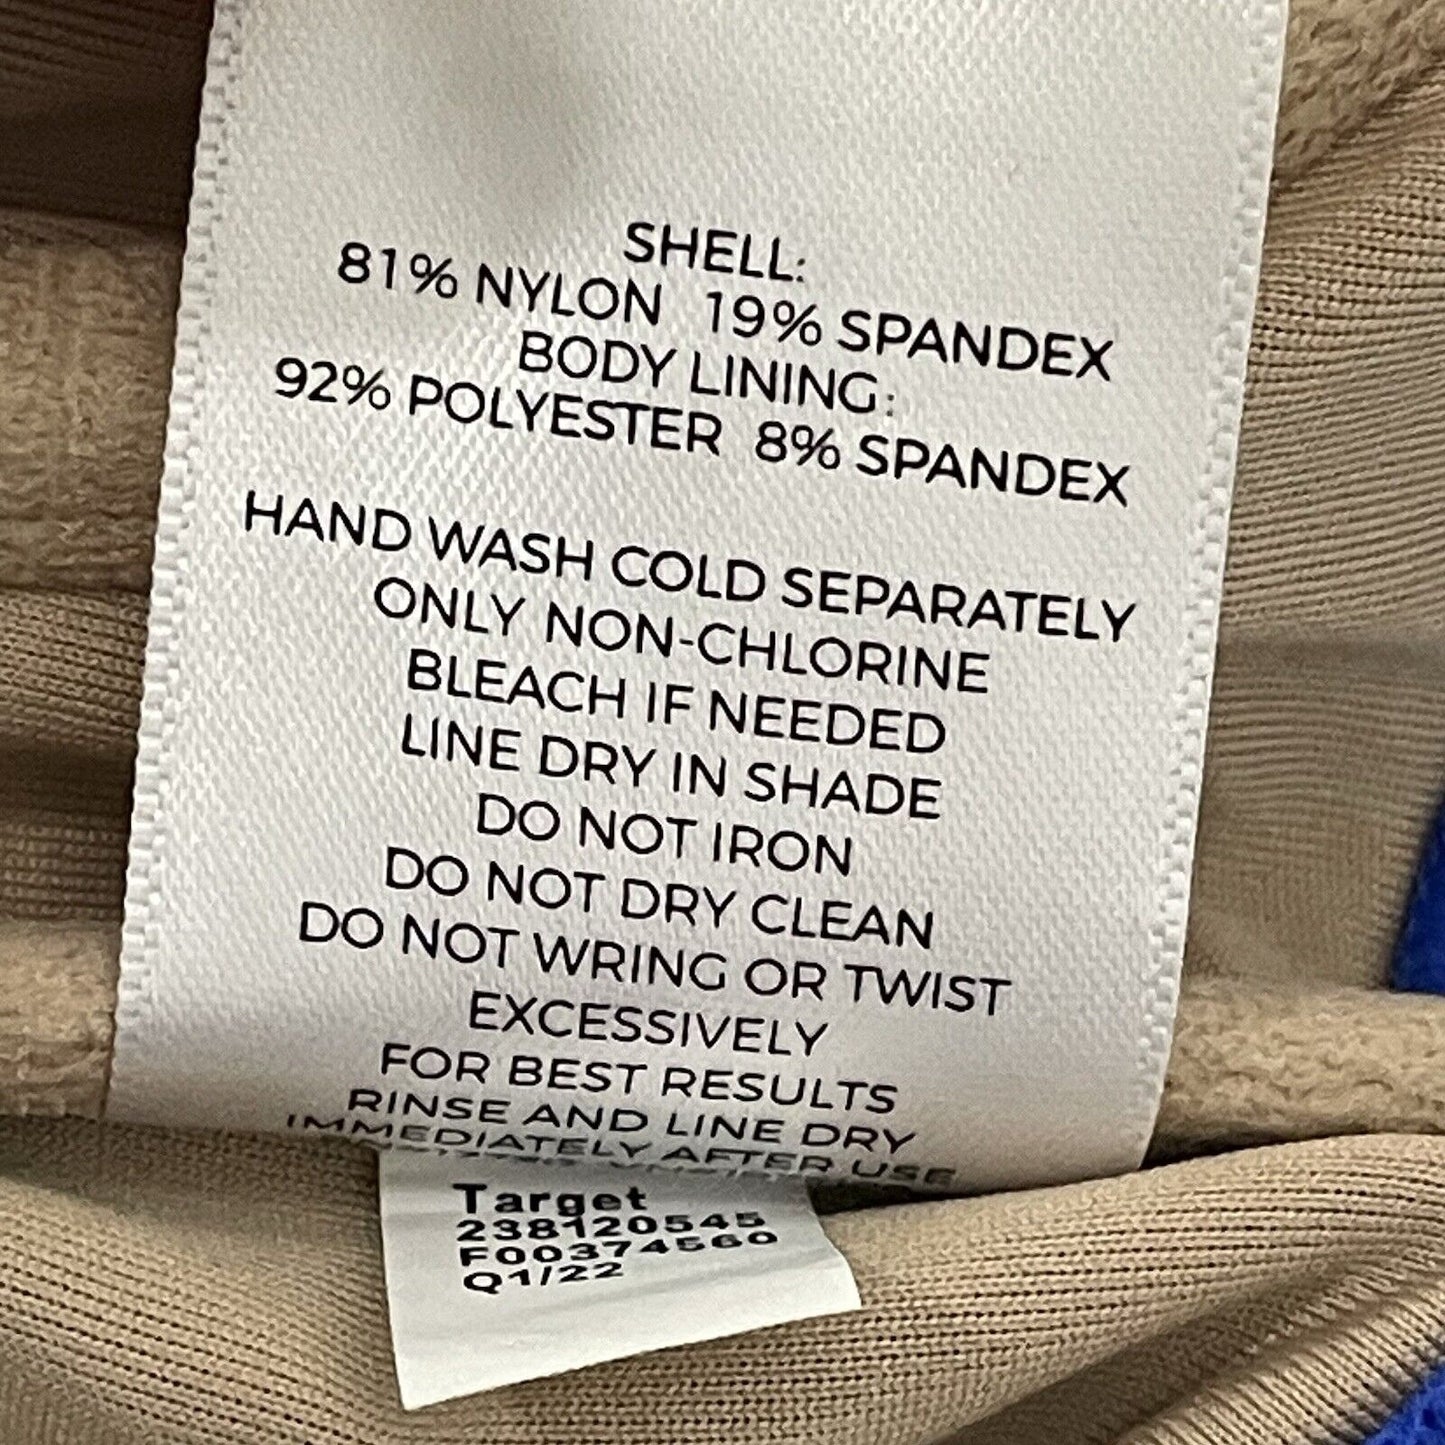 SHELL:
81% NYLON 19% SPANDEX
BODY LINING:
92% POLYESTER 8% SPANDEX
HAND WASH COLD SEPARATELY
ONLY NON-CHLORINE
BLEACH IF NEEDED
LINE DRY IN SHADE
DO NOT IRON
DO NOT DRY CLEAN
DO NOT WRING OR TWIST
EXCESSIVELY
FOR BEST RESULTS
RINSE AND LINE DRY
IMMEDIATELY AFTER USE
Target
238120545
F00374560
Q1/22